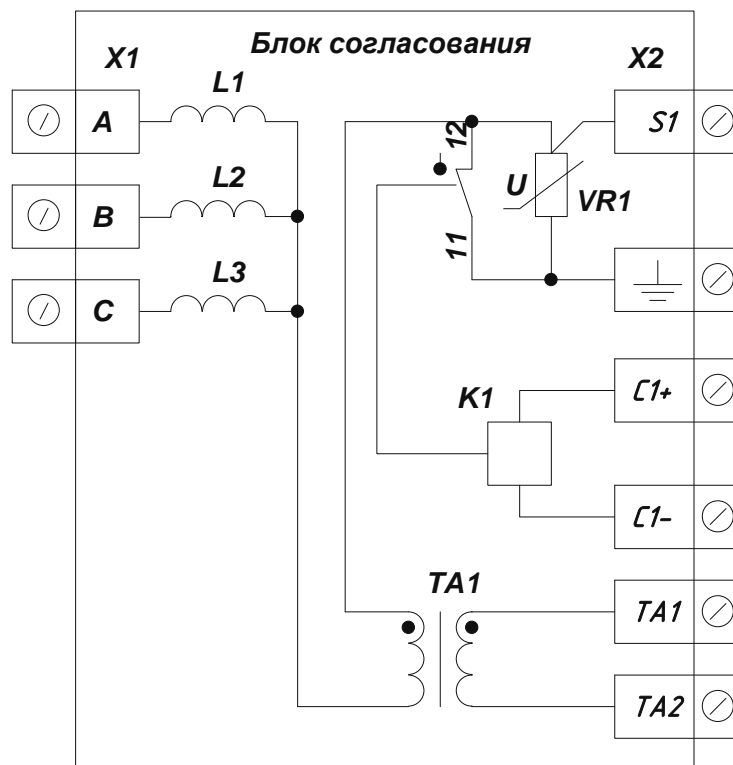 Блок согласования
X1
X2
L1
A
12
S1
L2
U
VR1
B
11
L3
C
K1
C1+
C1-
TA1
TA1
TA2